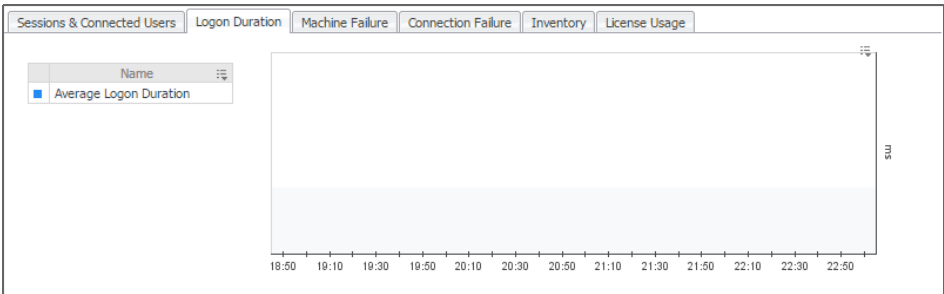 Sessions & Connected Users Logon Duration Machine Failure Connection Failure Inventory License Usage
Name
Average Logon Duration
ms
18:50 19:10 19:30 19:50 20:10 20:30 20:50 21:10 21:30 21:50 22:10 22:30 22:50